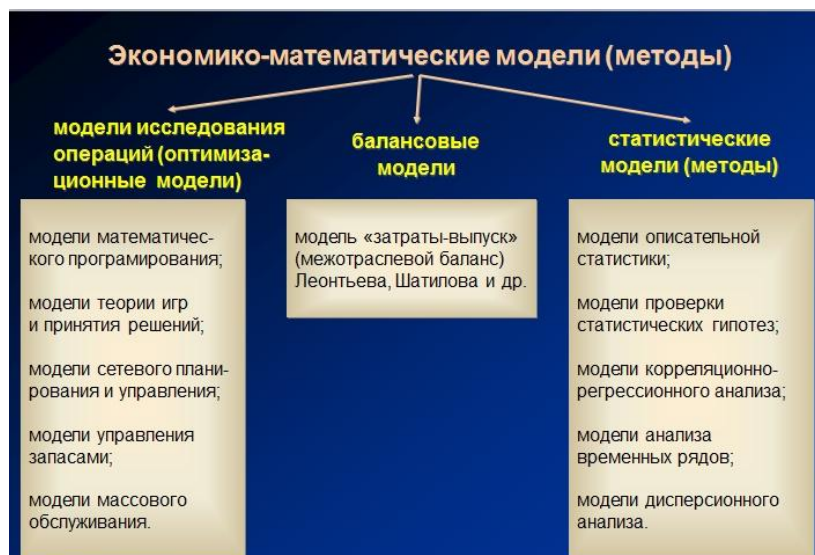 Экономико-математические модели (методы)
модели исследования
операций (оптимиза-
ционные модели)
балансовые
модели
статистические
модели (методы)
модели математичес-
кого програмирования;
модели теории игр
и принятия решений;
модели сетевого плани-
рования и управления;
модели управления
запасами;
модели массового
обслуживания.
модель «затраты-выпуск»
(межотраслевой баланс)
Леонтьева, Шатилова и др.
модели описательной
статистики;
модели проверки
статистических гипотез;
модели корреляционно-
регрессионного анализа;
модели анализа
временных рядов;
модели дисперсионного
анализа.